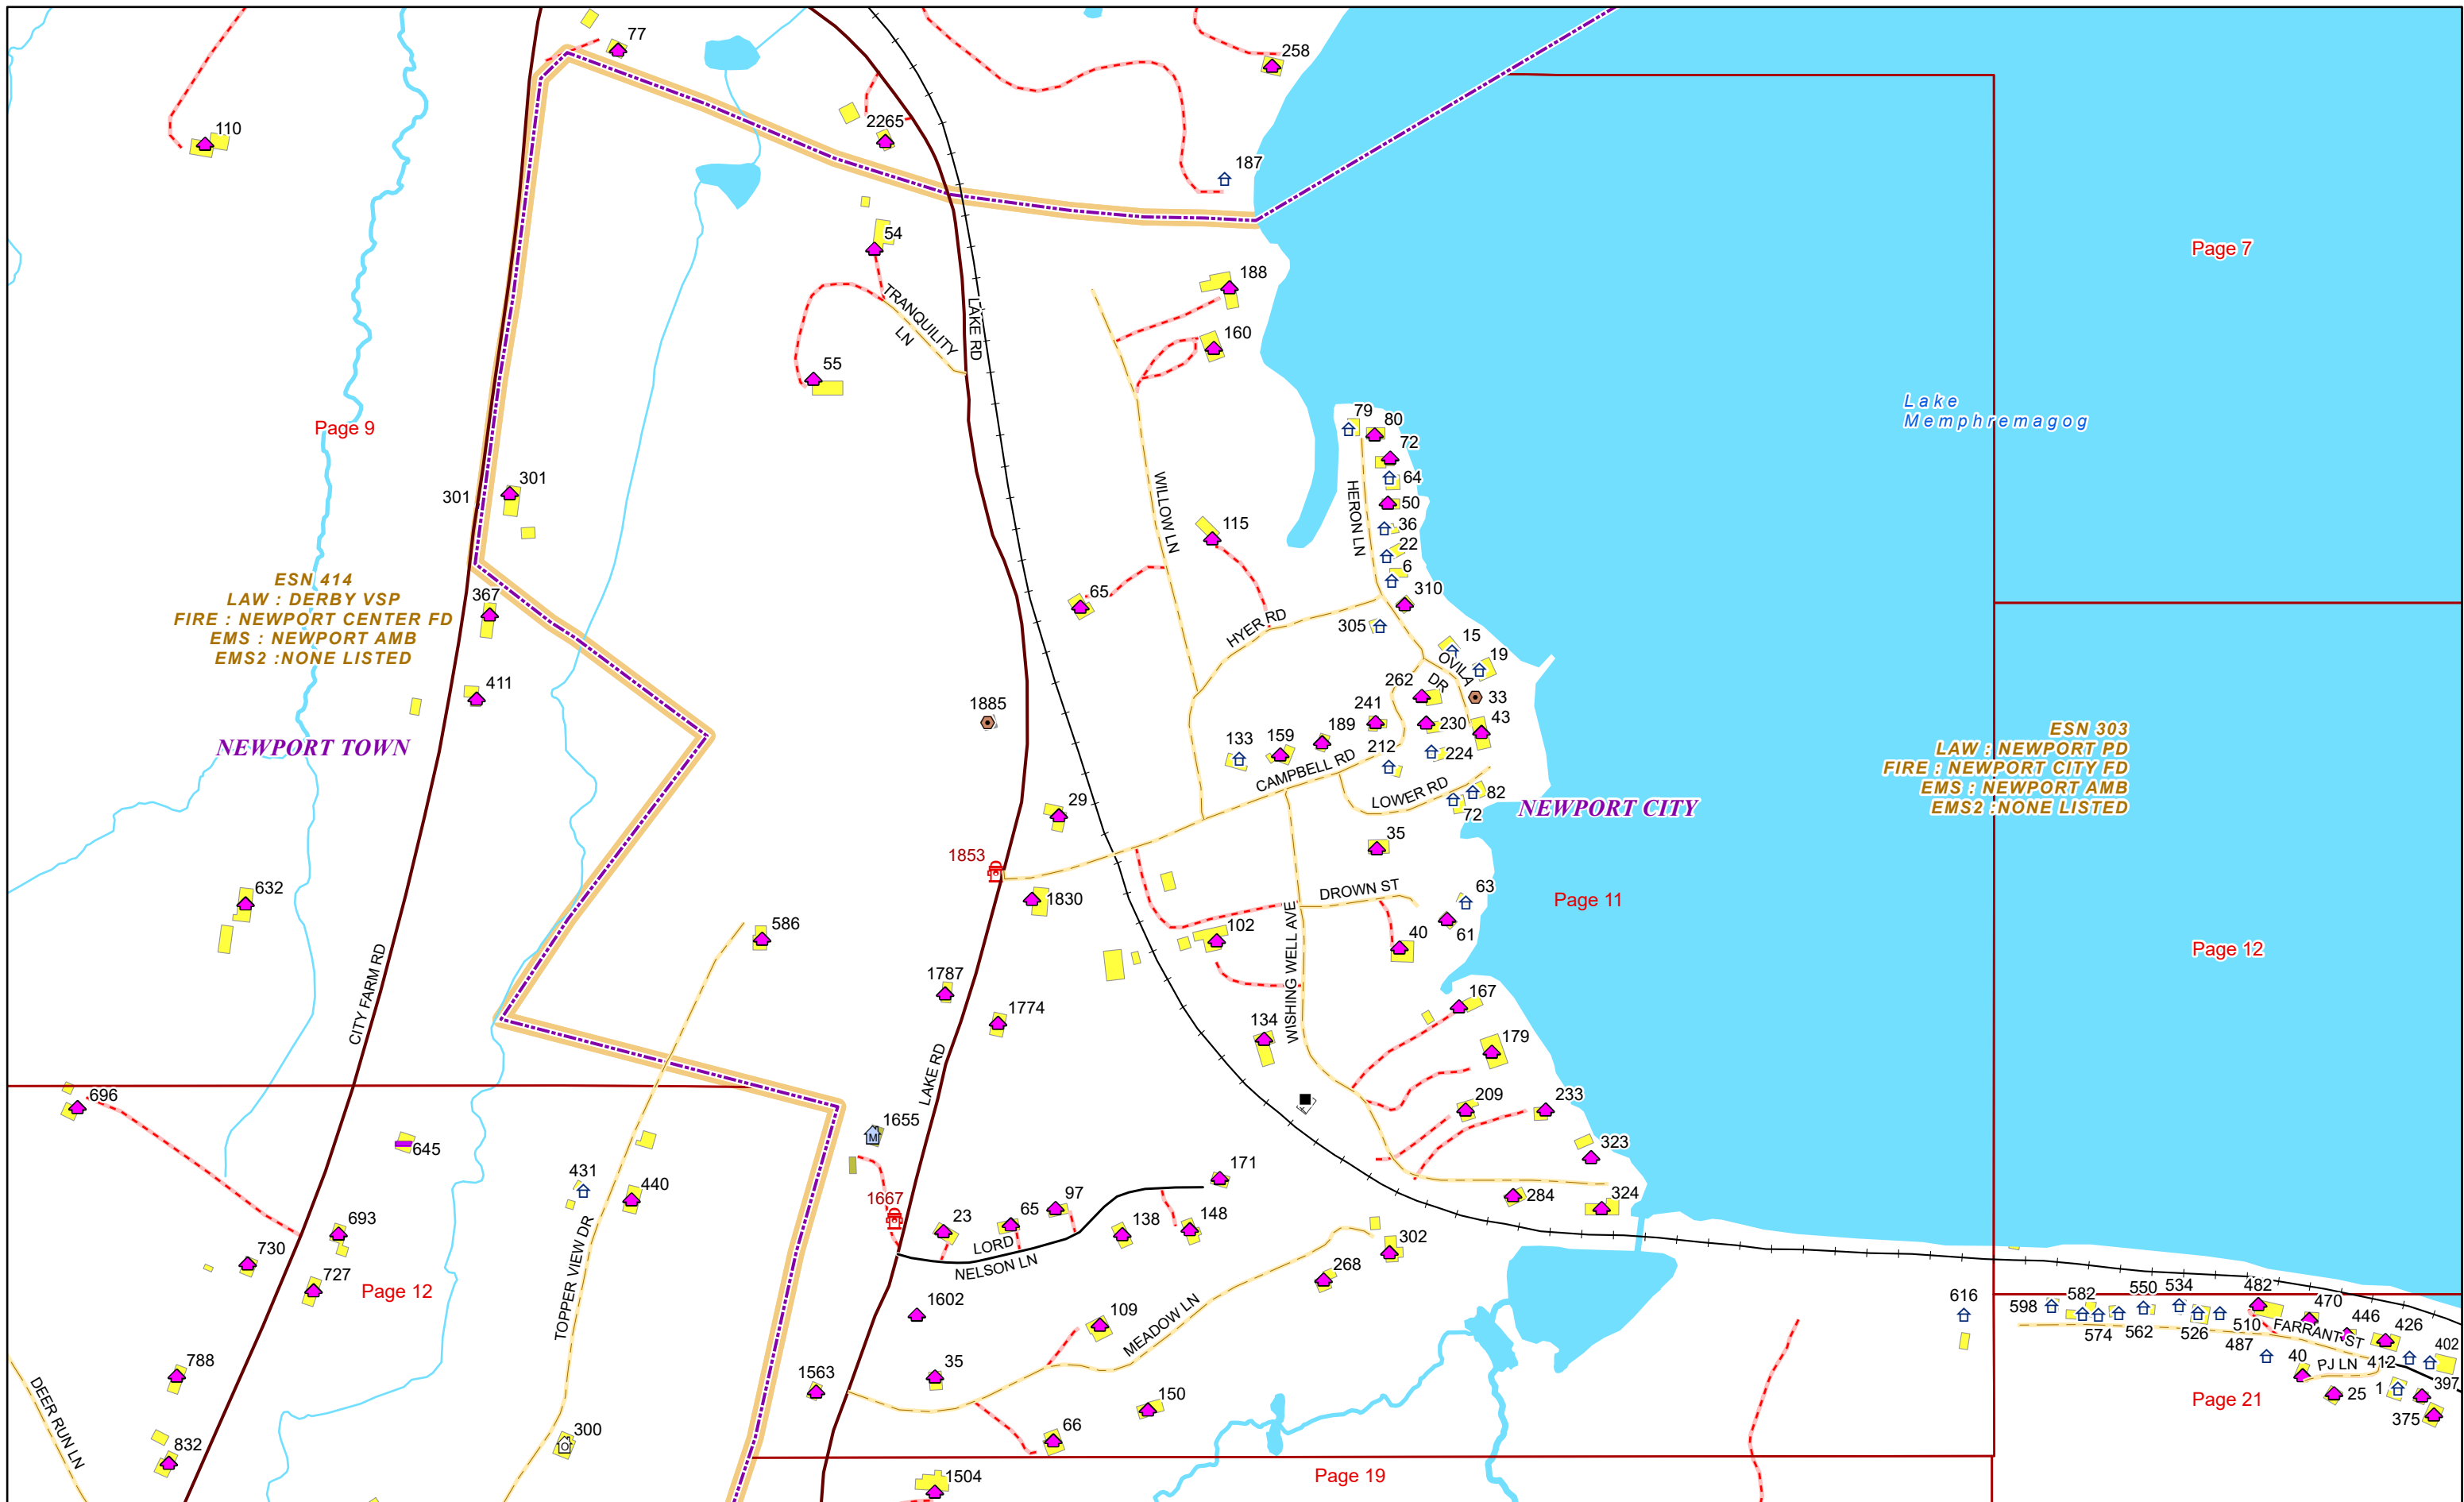 77
258
110
2265
187
Page 7
54
188
TRANQUILITY
LN
LAKE RD
160
55
Lake
Memphremagog
79
80
Page 9
72
64
301
301
50
WILLOW LN
HERON LN
115
36
22
6
ESN 414
LAW : DERBY VSP
FIRE : NEWPORT CENTER FD
EMS : NEWPORT AMB
EMS2 :NONE LISTED
367
65
310
HYER RD
305
15
OVILA
DR
19
411
262
33
1885
241
43
189
230
NEWPORT TOWN
133
159
212
224
ESN 303
LAW : NEWPORT PD
FIRE : NEWPORT CITY FD
EMS : NEWPORT AMB
EMS2 :NONE LISTED
CAMPBELL RD
LOWER RD
82
72
29
NEWPORT CITY
35
1853
632
1830
DROWN ST
63
Page 11
61
586
102
40
WISHING WELL AVE
Page 12
CITY FARM RD
1787
1774
167
134
179
LAKE RD
696
209
233
1655
645
323
431
440
171
1667
97
284
324
693
23
65
138
148
LORD
NELSON LN
302
730
TOPPER VIEW DR
268
727
Page 12
1602
109
MEADOW LN
616
598
582
550
534
482
470
446
426
574
562
526
510
FARRANT ST
487
402
PJ LN
412
40
788
1563
35
1
397
DEER RUN LN
150
25
Page 21
375
66
300
832
1504
Page 19
M
O